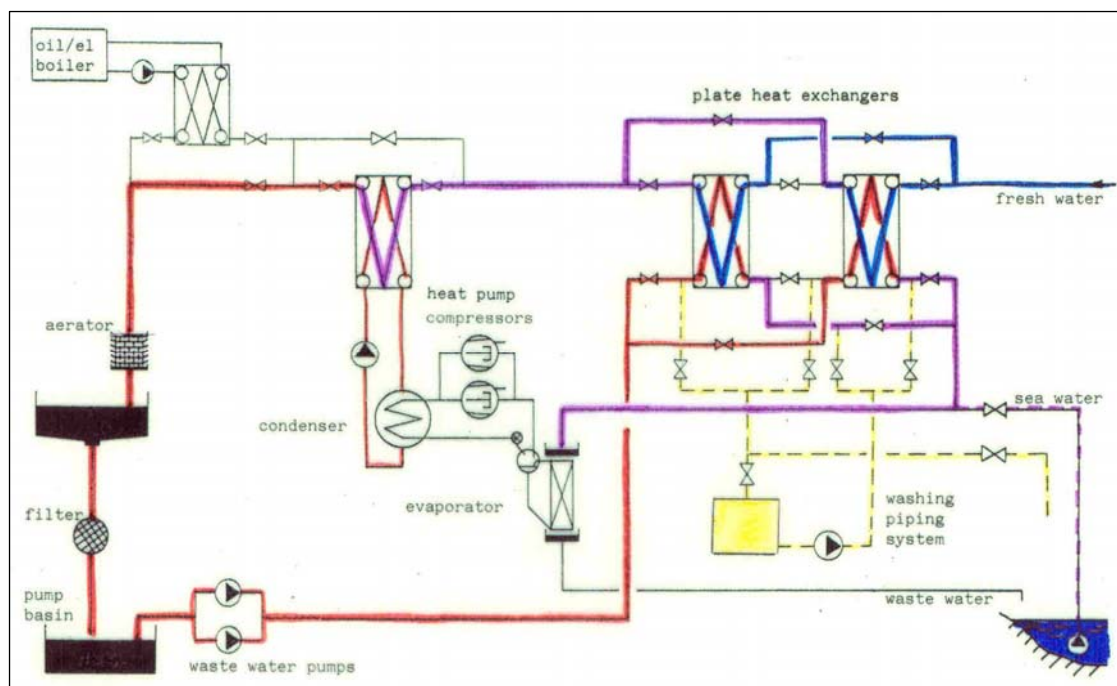 oil/el
boiler
plate heat exchangers
fresh water
heat pump
compressors
aerator
condenser
sea water
evaporator
filter
washing
piping
system
pump
basin
waste water
waste water pumps